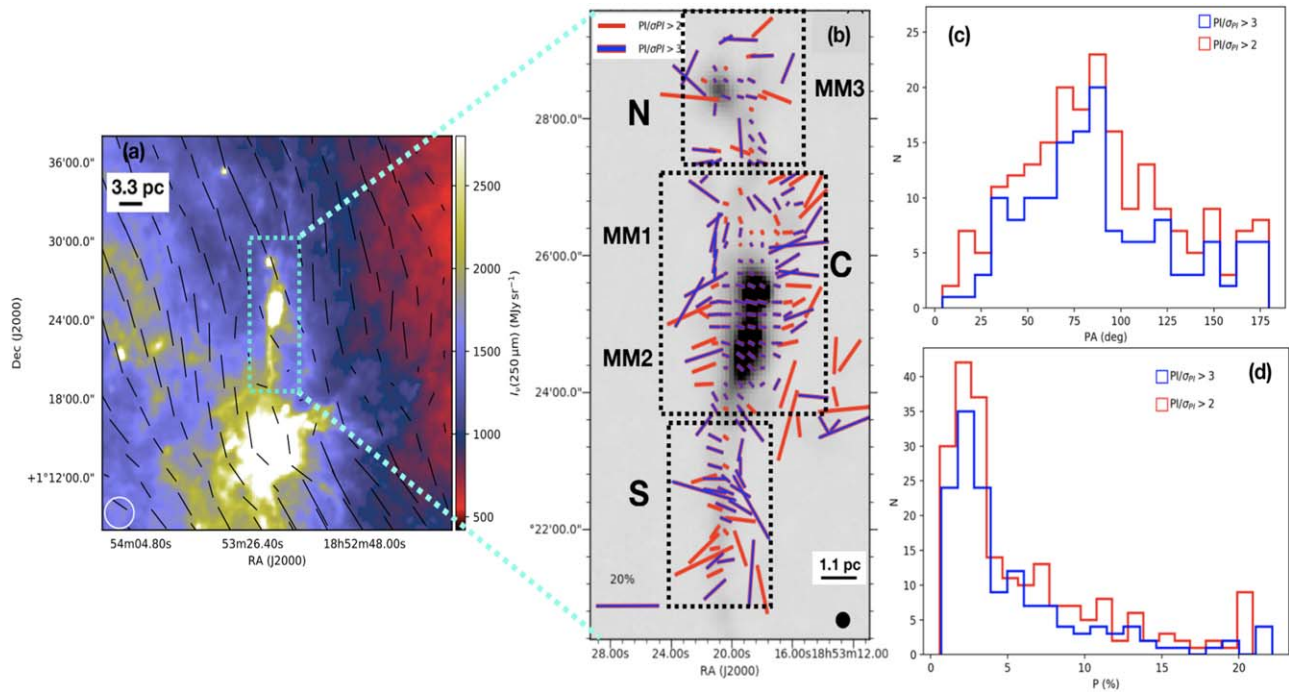 (a)
3.3 pc
36'00.0"
30'00.0"
24'00.0"
18'00.0"
+1°12'00.0"
Dec (J2000)
54m04.80s 53m26.40s 18h52m48.00s
RA (J2000)
2500
2000
1500
1000
500
Iν(250 μm) (MJy sr⁻¹)
(b)
PI/σPI > 2
PI/σPI > 3
MM3
N
28'00.0"
MM1
26'00.0"
C
MM2
24'00.0"
S
°22'00.0"
1.1 pc
20%
28.00s 24.00s 20.00s 16.00s18h53m12.00s
RA (J2000)
(c)
PI/σPI > 3
PI/σPI > 2
25
20
15
10
5
0
N
0 25 50 75 100 125 150 175
PA (deg)
(d)
PI/σPI > 3
PI/σPI > 2
40
35
30
25
20
15
10
5
0
N
0 5 10 15 20
P (%)